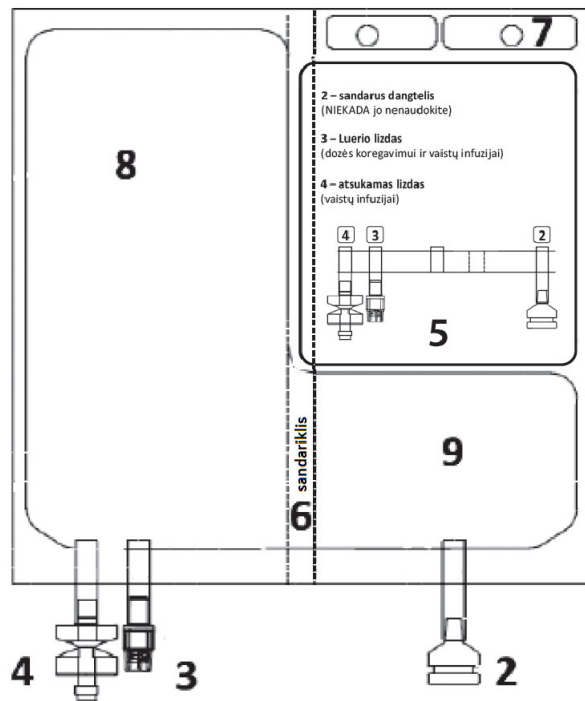 7
2 – sandarus dangtelis
(NIEKADA jo nenaudokite)
3 – Luerio lizdas
(dozės koregavimui ir vaistų infuzijai)
4 – atsukamas lizdas
(vaistų infuzijai)
8
4 3 2
5
sandariklis
9
6
4 3 2